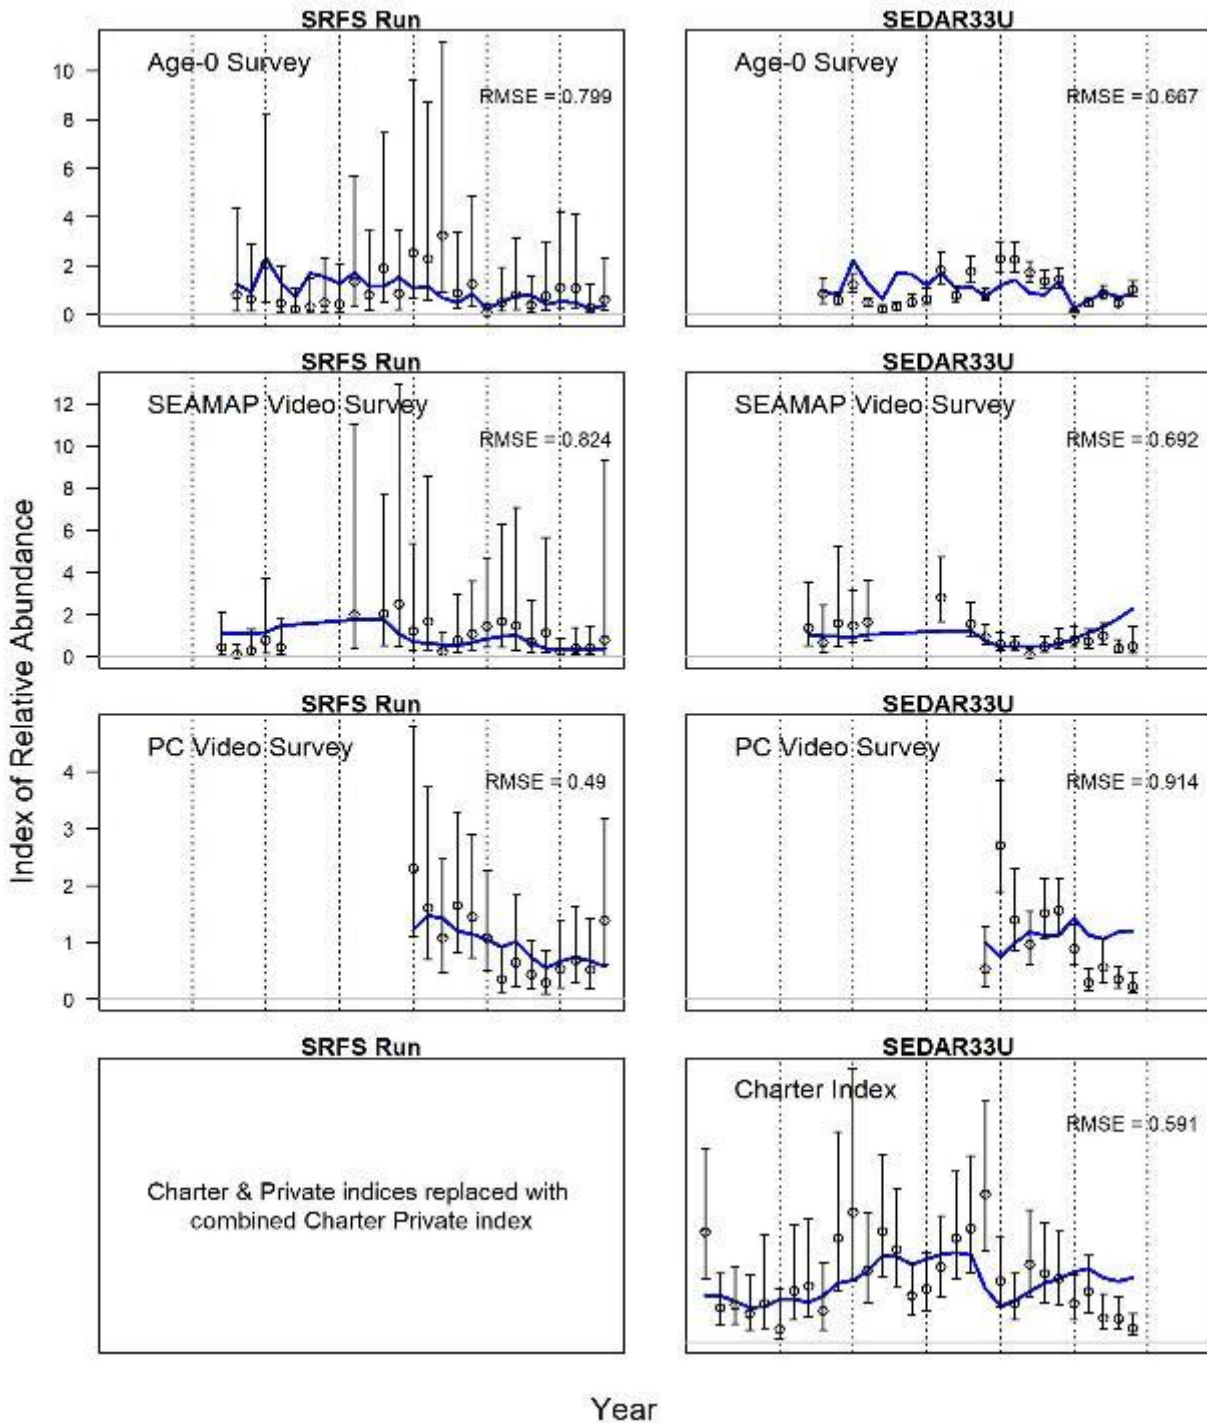 SRFS Run
SEDAR33U
Age-0 Survey
RMSE = 0.799
10
8
6
4
2
0
Age-0 Survey
RMSE = 0.667
SRFS Run
SEDAR33U
SEAMAP Video Survey
RMSE = 0.824
12
10
8
6
4
2
0
SEAMAP Video Survey
RMSE = 0.692
Index of Relative Abundance
SRFS Run
SEDAR33U
PC Video Survey
RMSE = 0.49
4
3
2
1
0
PC Video Survey
RMSE = 0.914
SRFS Run
SEDAR33U
Charter & Private indices replaced with
combined Charter Private index
Charter Index
RMSE = 0.591
Year